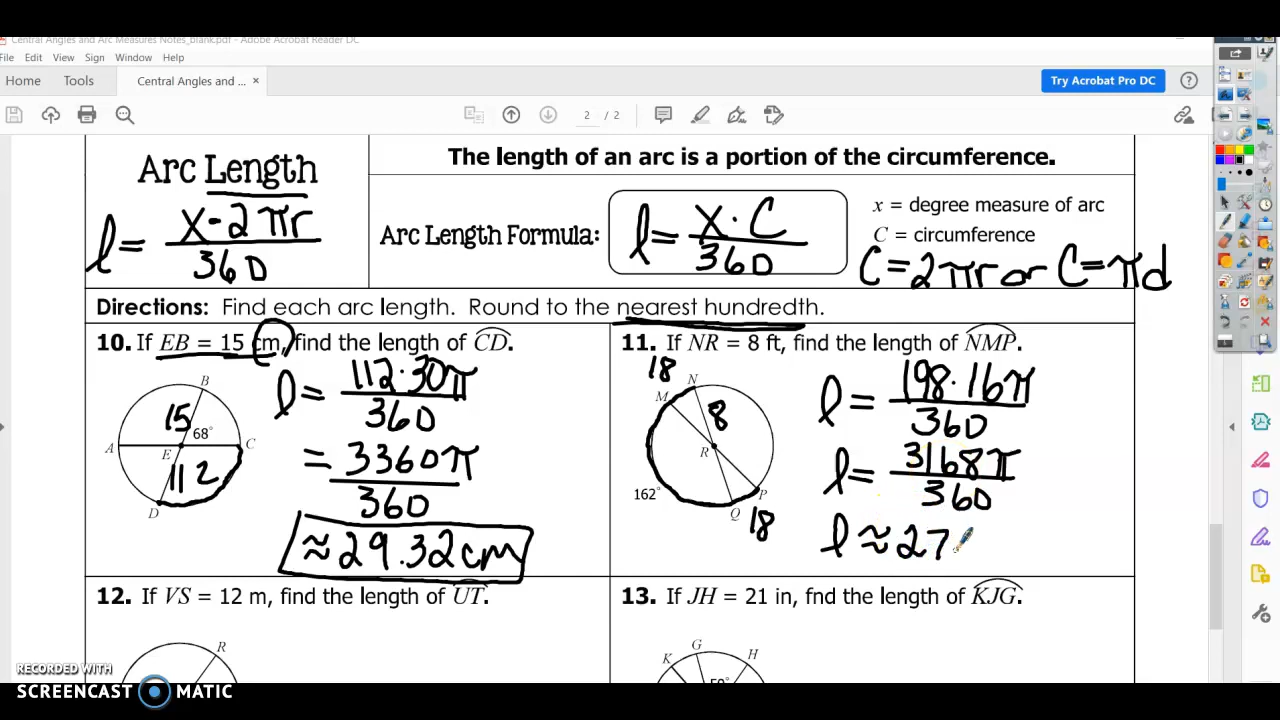 Central Angles and Arc Measures Notes_blank.pdf - Adobe Acrobat Reader DC
File Edit View Sign Window Help
Home Tools Central Angles and ... × Try Acrobat Pro DC
2 / 2
Arc Length
l = x - 2πr / 360
The length of an arc is a portion of the circumference.
Arc Length Formula: l = x · C / 360
x = degree measure of arc
C = circumference
C = 2πr or C = πd
Directions: Find each arc length. Round to the nearest hundredth.
10. If EB = 15 cm, find the length of CD.
B
15
68°
A
E
C
112
D
l = 112 · 30π / 360
= 3360π / 360
≈ 29.32 cm
11. If NR = 8 ft, find the length of NMP.
18
N
M
8
R
162°
P
Q
18
l = 198 · 16π / 360
l = 3168π / 360
l ≈ 27.
12. If VS = 12 m, find the length of UT.
R
13. If JH = 21 in, fnd the length of KJG.
G
K
H
RECORDED WITH
SCREENCAST MATIC